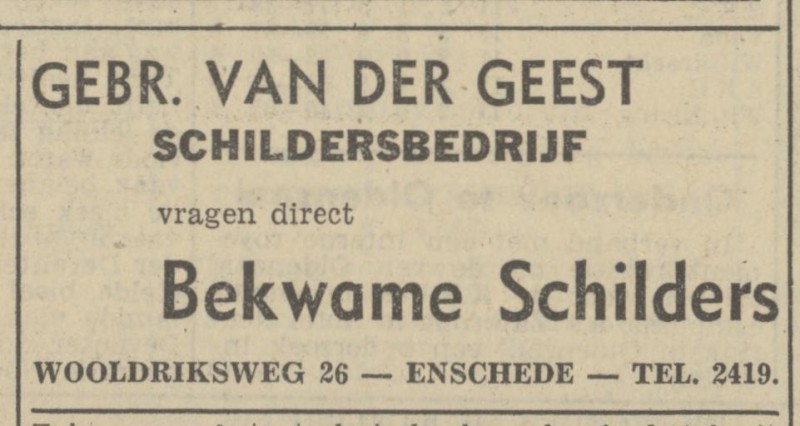 GEBR. VAN DER GEEST
SCHILDERSBEDRIJF
vragen direct
Bekwame Schilders
WOOLDRIKSWEG 26 — ENSCHEDE — TEL. 2419.